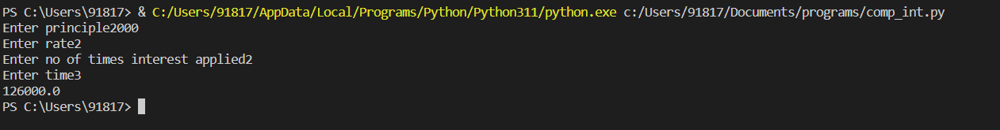 PS C:\Users\91817> & C:/Users/91817/AppData/Local/Programs/Python/Python311/python.exe c:/Users/91817/Documents/programs/comp_int.py
Enter principle2000
Enter rate2
Enter no of times interest applied2
Enter time3
126000.0
PS C:\Users\91817>